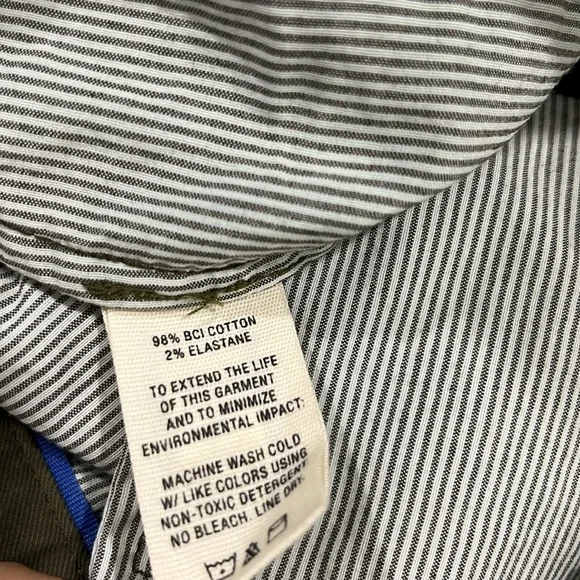 98% BCI COTTON
2% ELASTANE
TO EXTEND THE LIFE
OF THIS GARMENT
AND TO MINIMIZE
ENVIRONMENTAL IMPACT:
MACHINE WASH COLD
W/ LIKE COLORS USING
NON-TOXIC DETERGENT.
NO BLEACH. LINE DRY.